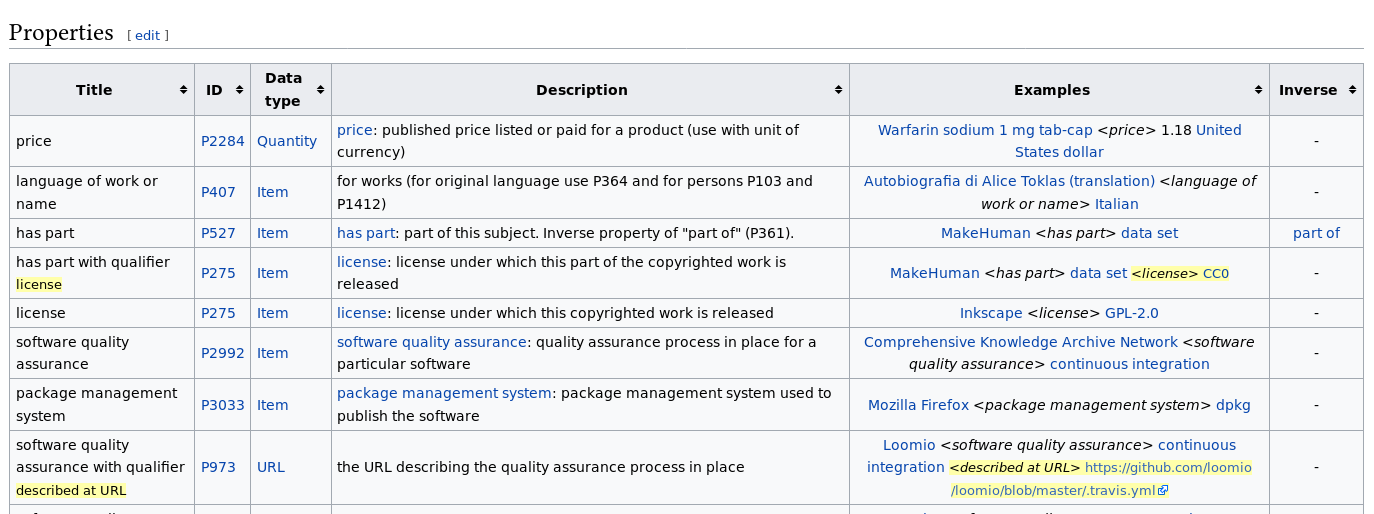 Properties [ edit ]
Title ID Data type Description Examples Inverse
price P2284 Quantity price: published price listed or paid for a product (use with unit of currency) Warfarin sodium 1 mg tab-cap <price> 1.18 United States dollar -
language of work or name P407 Item for works (for original language use P364 and for persons P103 and P1412) Autobiografia di Alice Toklas (translation) <language of work or name> Italian -
has part P527 Item has part: part of this subject. Inverse property of "part of" (P361). MakeHuman <has part> data set part of
has part with qualifier license P275 Item license: license under which this part of the copyrighted work is released MakeHuman <has part> data set <license> CC0 -
license P275 Item license: license under which this copyrighted work is released Inkscape <license> GPL-2.0 -
software quality assurance P2992 Item software quality assurance: quality assurance process in place for a particular software Comprehensive Knowledge Archive Network <software quality assurance> continuous integration -
package management system P3033 Item package management system: package management system used to publish the software Mozilla Firefox <package management system> dpkg -
software quality assurance with qualifier described at URL P973 URL the URL describing the quality assurance process in place Loomio <software quality assurance> continuous integration <described at URL> https://github.com/loomio/loomio/blob/master/.travis.yml -